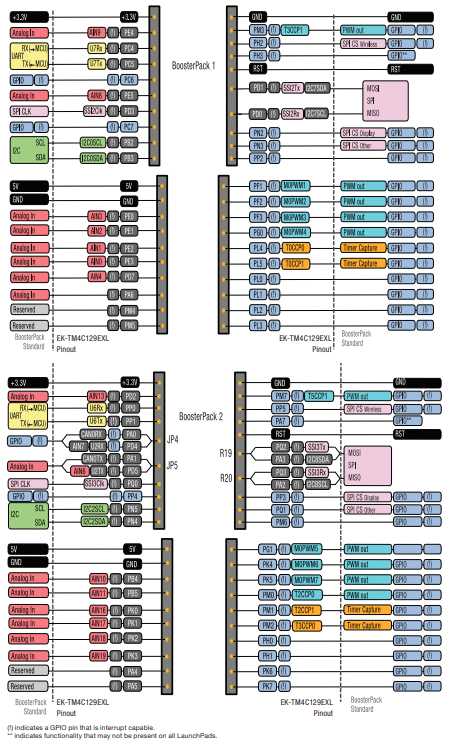 +3.3V +3.3V
Analog In AIN9 (!) PE4
RX(→MCU) U7Rx (!) PC4
UART
TX(←MCU) U7Tx (!) PC5
GPIO (!) (!) PC6
Analog In AIN8 (!) PE5
SPI CLK SSI2Clk (!) PD3
GPIO (!) (!) PC7
I2C SCL I2C0SCL (!) PB2
SDA I2C0SDA (!) PB3
BoosterPack 1
GND GND
PM3 (!) T3CCP1 PWM out GPIO (!)
PH2 (!) SPI CS Wireless GPIO (!)
PH3 (!) GPIO**
RST RST
PD1 (!) SSI2Tx I2C7SDA MOSI
SPI
PD0 (!) SSI2Rx I2C7SCL MISO
PN2 (!) SPI CS Display GPIO (!)
PN3 (!) SPI CS Other GPIO (!)
PP2 (!) GPIO (!)
5V 5V
GND GND
Analog In AIN3 (!) PE0
Analog In AIN2 (!) PE1
Analog In AIN1 (!) PE2
Analog In AIN0 (!) PE3
Analog In AIN4 (!) PD7
Analog In (!) PA6
Reserved (!) PM4
Reserved (!) PM5
BoosterPack
Standard
EK-TM4C129EXL
Pinout
PF1 (!) M0PWM1 PWM out GPIO (!)
PF2 (!) M0PWM2 PWM out GPIO (!)
PF3 (!) M0PWM3 PWM out GPIO (!)
PG0 (!) M0PWM4 PWM out GPIO (!)
PL4 (!) T0CCP0 Timer Capture GPIO (!)
PL5 (!) T0CCP1 Timer Capture GPIO (!)
PL0 (!) GPIO (!)
PL1 (!) GPIO (!)
PL2 (!) GPIO (!)
PL3 (!) GPIO (!)
EK-TM4C129EXL
Pinout
BoosterPack
Standard
+3.3V +3.3V
Analog In AIN13 (!) PD2
RX(→MCU) U6Rx (!) PP0
UART
TX(←MCU) U6Tx (!) PP1
CAN0RX (!) PA0
GPIO (!) JP4
AIN7 U2RX (!) PD4
CAN0TX (!) PA1
Analog In JP5
AIN6 U2TX (!) PD5
SPI CLK SSI3Clk (!) PQ0
GPIO (!) (!) PP4
I2C SCL I2C2SCL (!) PN5
SDA I2C2SDA (!) PN4
BoosterPack 2
GND GND
PM7 (!) T5CCP1 PWM out GPIO (!)
PP5 (!) SPI CS Wireless GPIO (!)
PA7 (!) GPIO**
RST RST
PQ2 (!) SSI3Tx MOSI
R19
PA3 (!) I2C8SDA
SPI
PQ3 (!) SSI3Rx
R20 MISO
PA2 (!) I2C8SCL
PP3 (!) SPI CS Display GPIO (!)
PQ1 (!) SPI CS Other GPIO (!)
PM6 (!) GPIO (!)
5V 5V
GND GND
Analog In AIN10 (!) PB4
Analog In AIN11 (!) PB5
Analog In AIN16 (!) PK0
Analog In AIN17 (!) PK1
Analog In AIN18 (!) PK2
Analog In AIN19 (!) PK3
Reserved (!) PA4
Reserved (!) PA5
BoosterPack
Standard
EK-TM4C129EXL
Pinout
PG1 (!) M0PWM5 PWM out (!)
PK4 (!) M0PWM6 PWM out GPIO (!)
PK5 (!) M0PWM7 PWM out GPIO (!)
PM0 (!) T2CCP0 PWM out GPIO (!)
PM1 (!) T2CCP1 Timer Capture GPIO (!)
PM2 (!) T3CCP0 Timer Capture GPIO (!)
PH0 (!) GPIO (!)
PH1 (!) GPIO (!)
PK6 (!) GPIO (!)
PK7 (!) GPIO (!)
EK-TM4C129EXL
Pinout
BoosterPack
Standard
(!) indicates a GPIO pin that is interrupt capable.
** indicates functionality that may not be present on all LaunchPads.